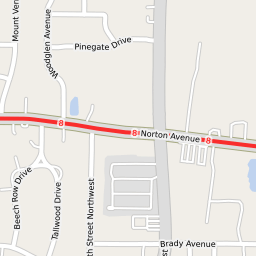 Mount Ven
Woodglen Avenue
Pinegate Drive
8
8
Norton Avenue
8
Beech Row Drive
Tallwood Drive
th Street Northwest
Brady Avenue